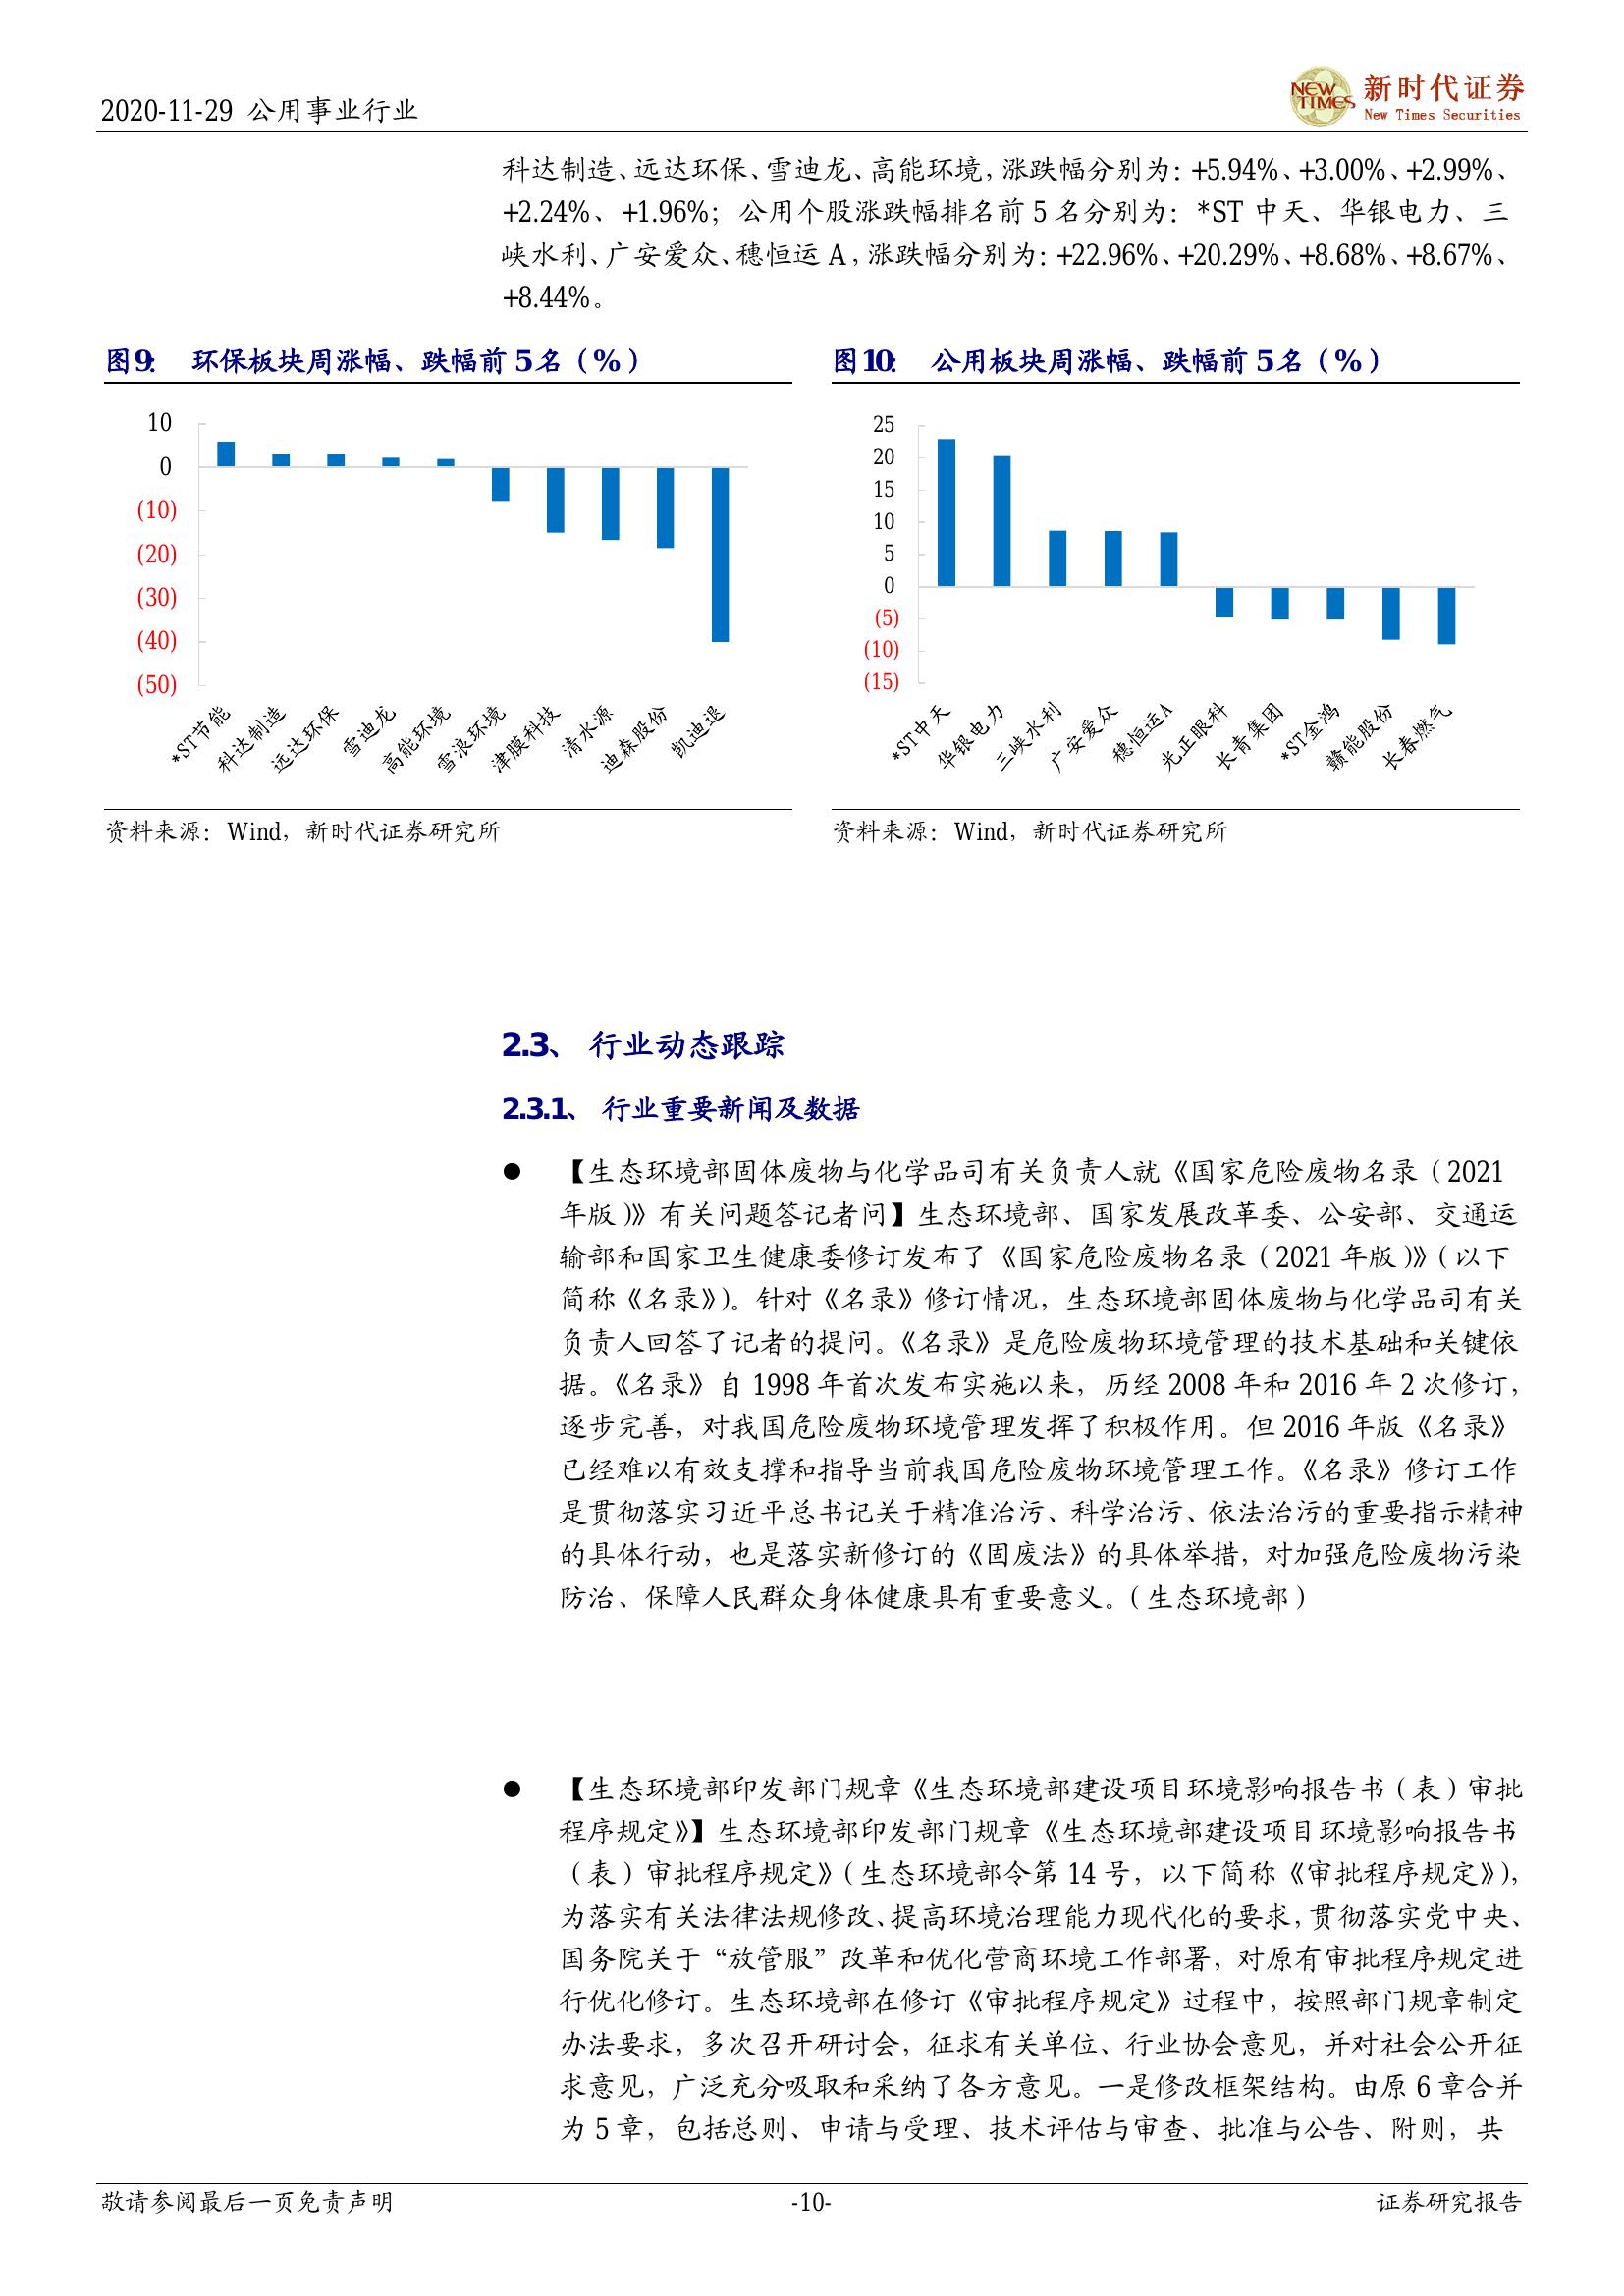 2020-11-29 公用事业行业
NEW TIMES
新时代证券
New Times Securities
科达制造、远达环保、雪迪龙、高能环境，涨跌幅分别为：+5.94%、+3.00%、+2.99%、
+2.24%、+1.96%；公用个股涨跌幅排名前 5 名分别为：*ST 中天、华银电力、三
峡水利、广安爱众、穗恒运 A，涨跌幅分别为：+22.96%、+20.29%、+8.68%、+8.67%、
+8.44%。
图9： 环保板块周涨幅、跌幅前 5 名（%）
10
0
(10)
(20)
(30)
(40)
(50)
*ST节能
科达制造
远达环保
雪迪龙
高能环境
雪浪环境
津膜科技
清水源
迪森股份
凯迪退
资料来源：Wind，新时代证券研究所
图10： 公用板块周涨幅、跌幅前 5 名（%）
25
20
15
10
5
0
(5)
(10)
(15)
*ST中天
华银电力
三峡水利
广安爱众
穗恒运A
光正眼科
长青集团
*ST金鸿
赣能股份
长春燃气
资料来源：Wind，新时代证券研究所
2.3、 行业动态跟踪
2.3.1、 行业重要新闻及数据
● 【生态环境部固体废物与化学品司有关负责人就《国家危险废物名录（2021
年版）》有关问题答记者问】生态环境部、国家发展改革委、公安部、交通运
输部和国家卫生健康委修订发布了《国家危险废物名录（2021 年版）》（以下
简称《名录》）。针对《名录》修订情况，生态环境部固体废物与化学品司有关
负责人回答了记者的提问。《名录》是危险废物环境管理的技术基础和关键依
据。《名录》自 1998 年首次发布实施以来，历经 2008 年和 2016 年 2 次修订，
逐步完善，对我国危险废物环境管理发挥了积极作用。但 2016 年版《名录》
已经难以有效支撑和指导当前我国危险废物环境管理工作。《名录》修订工作
是贯彻落实习近平总书记关于精准治污、科学治污、依法治污的重要指示精神
的具体行动，也是落实新修订的《固废法》的具体举措，对加强危险废物污染
防治、保障人民群众身体健康具有重要意义。（生态环境部）
● 【生态环境部印发部门规章《生态环境部建设项目环境影响报告书（表）审批
程序规定》】生态环境部印发部门规章《生态环境部建设项目环境影响报告书
（表）审批程序规定》（生态环境部令第 14 号，以下简称《审批程序规定》），
为落实有关法律法规修改、提高环境治理能力现代化的要求，贯彻落实党中央、
国务院关于“放管服”改革和优化营商环境工作部署，对原有审批程序规定进
行优化修订。生态环境部在修订《审批程序规定》过程中，按照部门规章制定
办法要求，多次召开研讨会，征求有关单位、行业协会意见，并对社会公开征
求意见，广泛充分吸取和采纳了各方意见。一是修改框架结构。由原 6 章合并
为 5 章，包括总则、申请与受理、技术评估与审查、批准与公告、附则，共
敬请参阅最后一页免责声明
-10-
证券研究报告